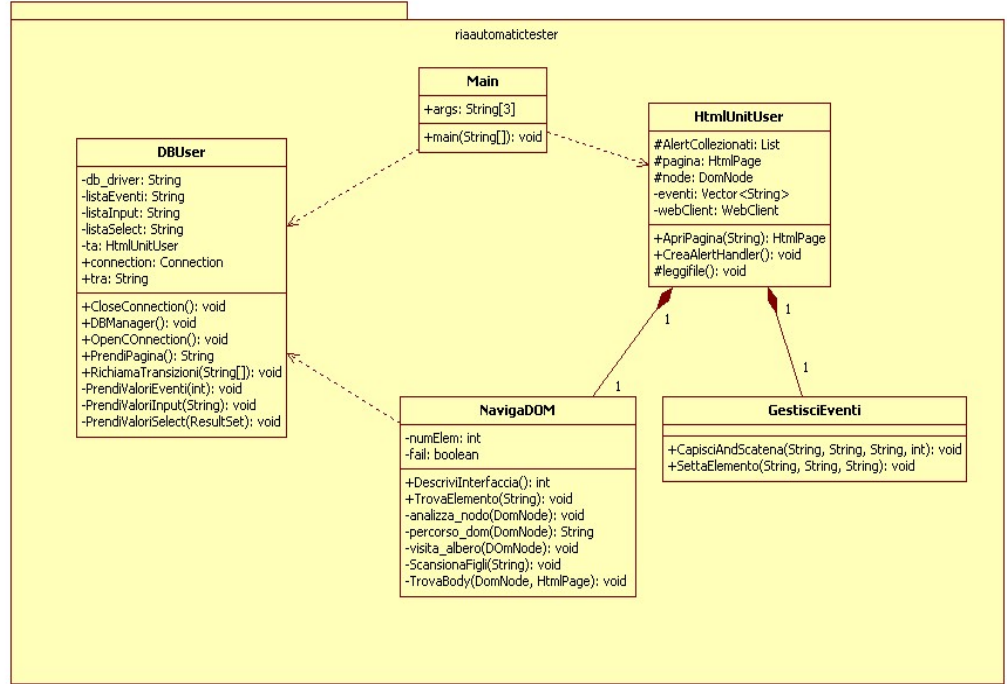 riaautomatictester
Main
+args: String[3]
+main(String[]): void
HtmlUnitUser
#AlertCollezionati: List
#pagina: HtmlPage
#node: DomNode
-eventi: Vector<String>
-webClient: WebClient
+ApriPagina(String): HtmlPage
+CreaAlertHandler(): void
#leggifile(): void
DBUser
-db_driver: String
-listaEventi: String
-listaInput: String
-listaSelect: String
-ta: HtmlUnitUser
+connection: Connection
+tra: String
+CloseConnection(): void
+DBManager(): void
+OpenCOnnection(): void
+PrendiPagina(): String
+RichiamaTransizioni(String[]): void
-PrendiValoriEventi(int): void
-PrendiValoriInput(String): void
-PrendiValoriSelect(ResultSet): void
1
1
1
1
NavigaDOM
-numElem: int
-fail: boolean
+DescriviInterfaccia(): int
+TrovaElemento(String): void
-analizza_nodo(DomNode): void
-percorso_dom(DomNode): String
-visita_albero(DOmNode): void
-ScansionaFigli(String): void
-TrovaBody(DomNode, HtmlPage): void
GestisciEventi
+CapisciAndScatena(String, String, String, int): void
+SettaElemento(String, String, String): void